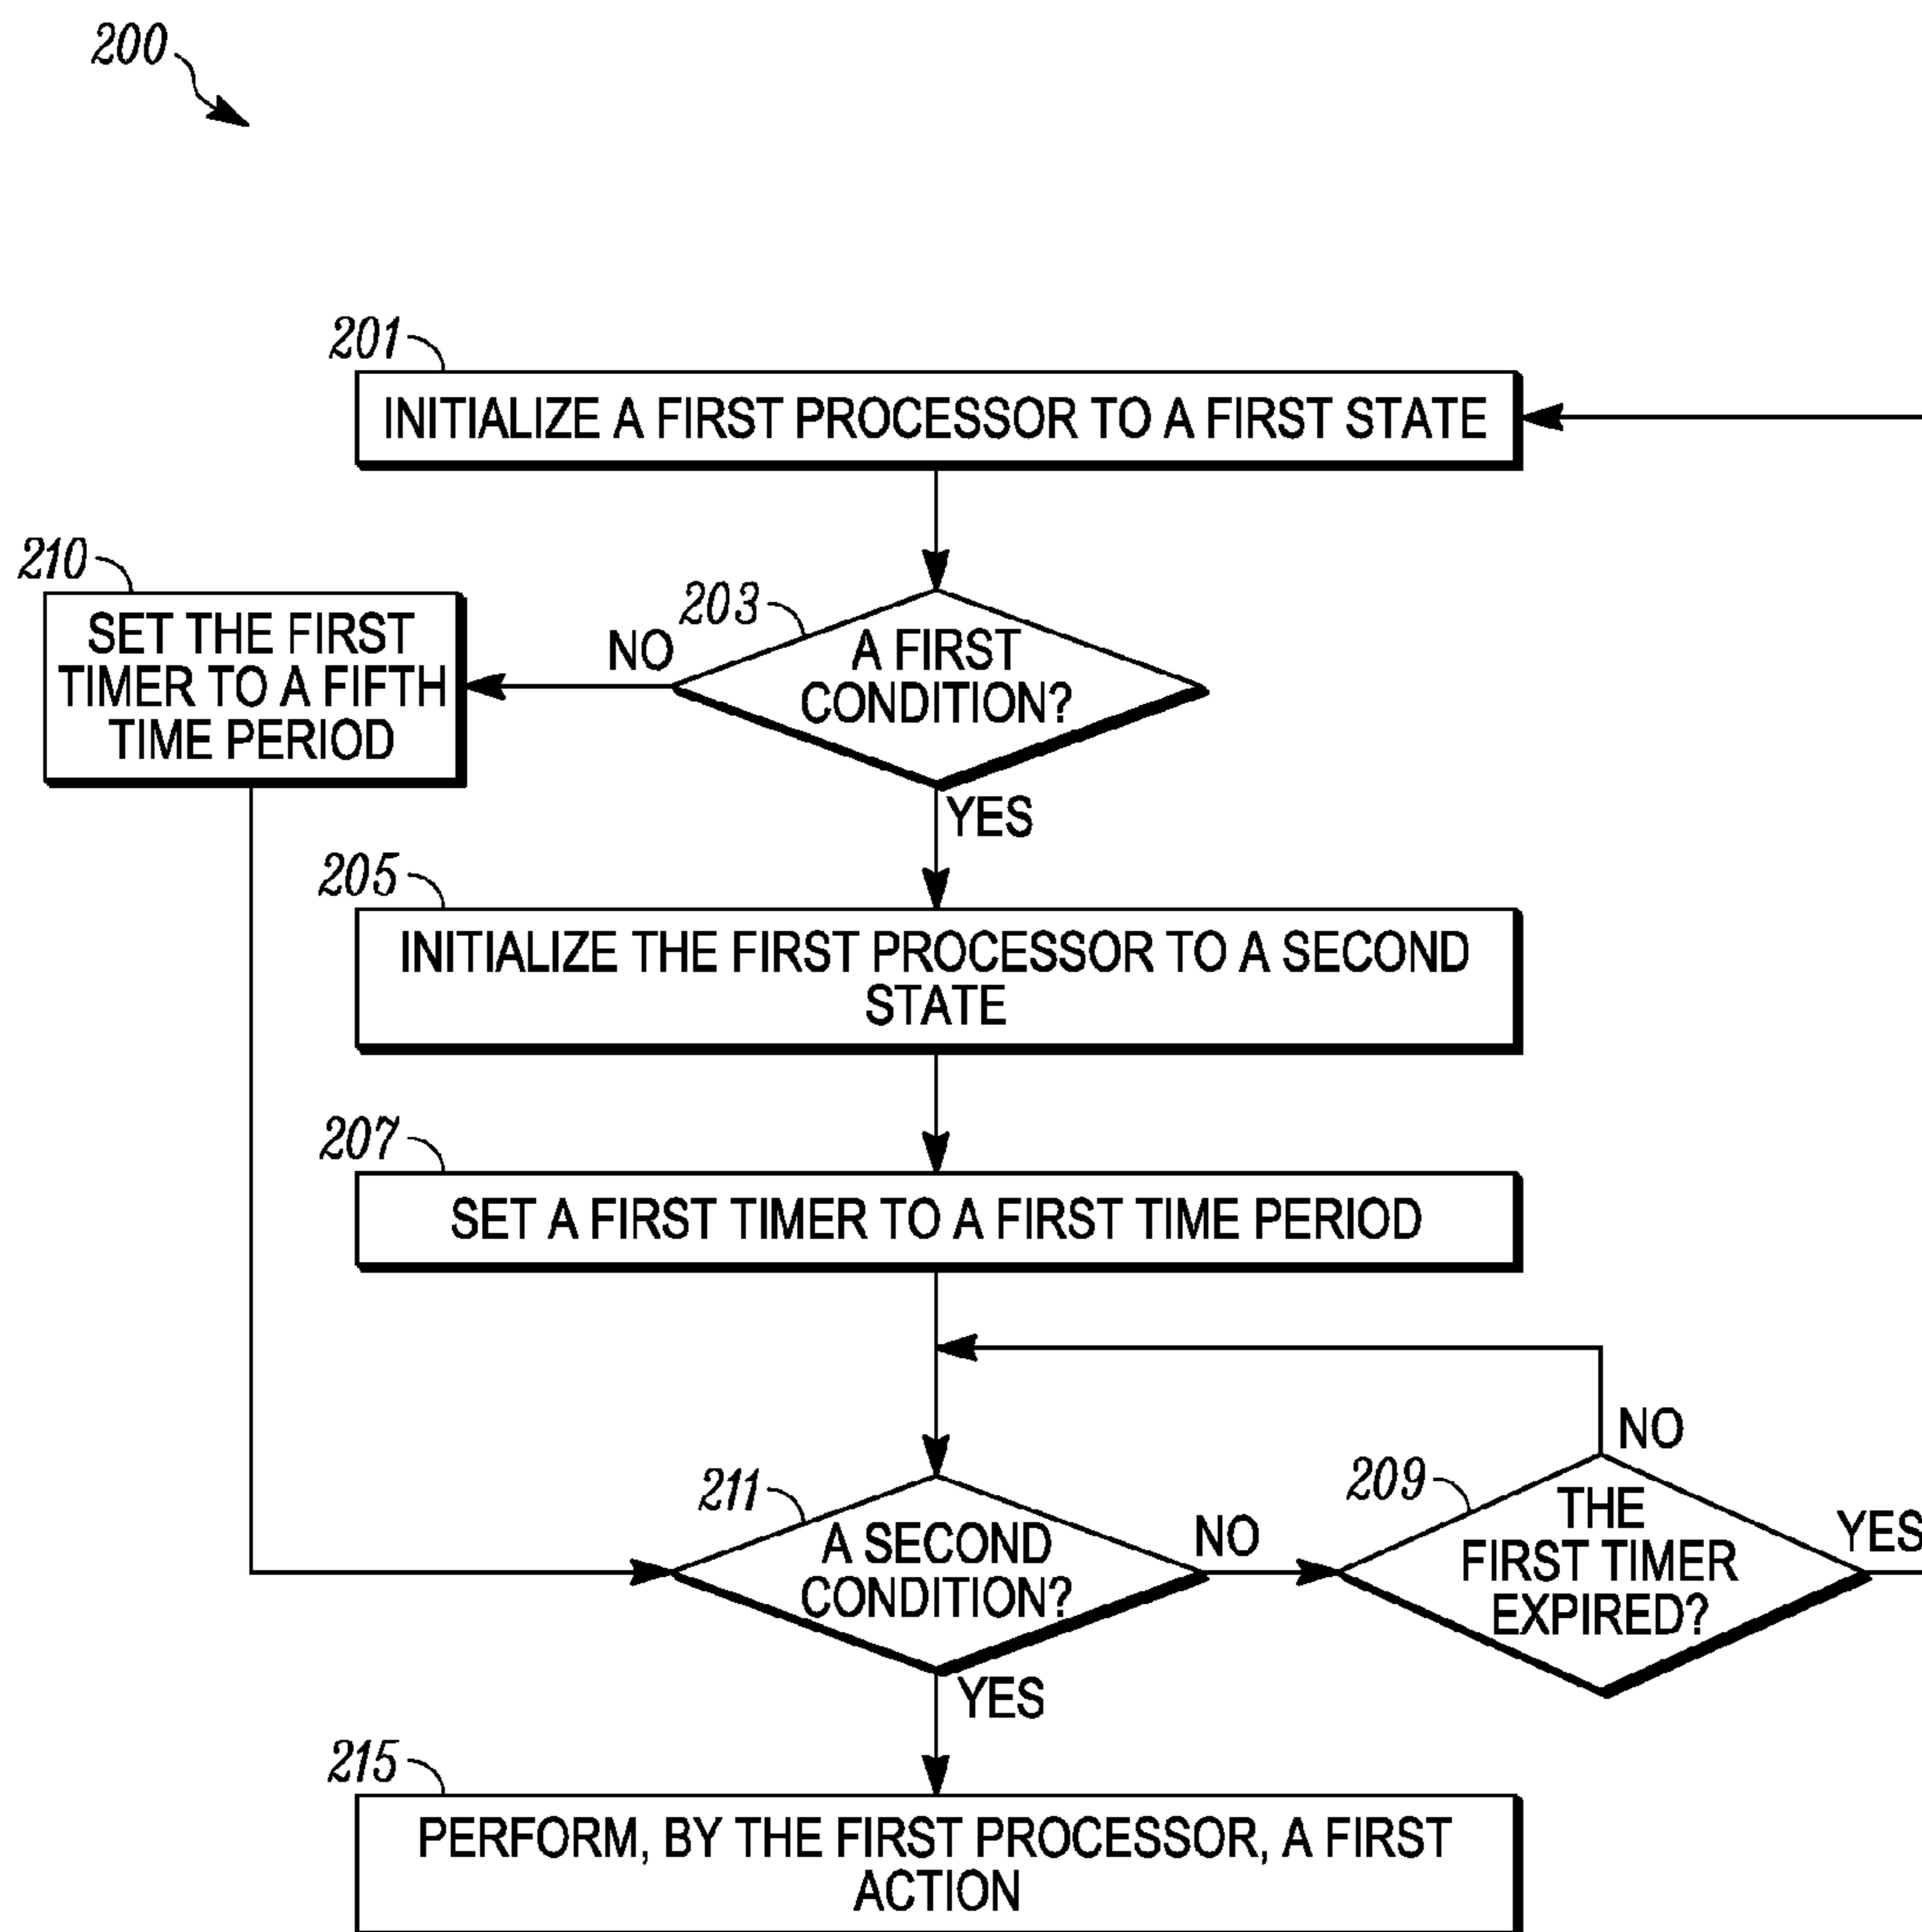 200
201
INITIALIZE A FIRST PROCESSOR TO A FIRST STATE
210
SET THE FIRST
TIMER TO A FIFTH
TIME PERIOD
NO
203
A FIRST
CONDITION?
YES
205
INITIALIZE THE FIRST PROCESSOR TO A SECOND
STATE
207
SET A FIRST TIMER TO A FIRST TIME PERIOD
211
A SECOND
CONDITION?
NO
209
THE
FIRST TIMER
EXPIRED?
NO
YES
YES
215
PERFORM, BY THE FIRST PROCESSOR, A FIRST
ACTION